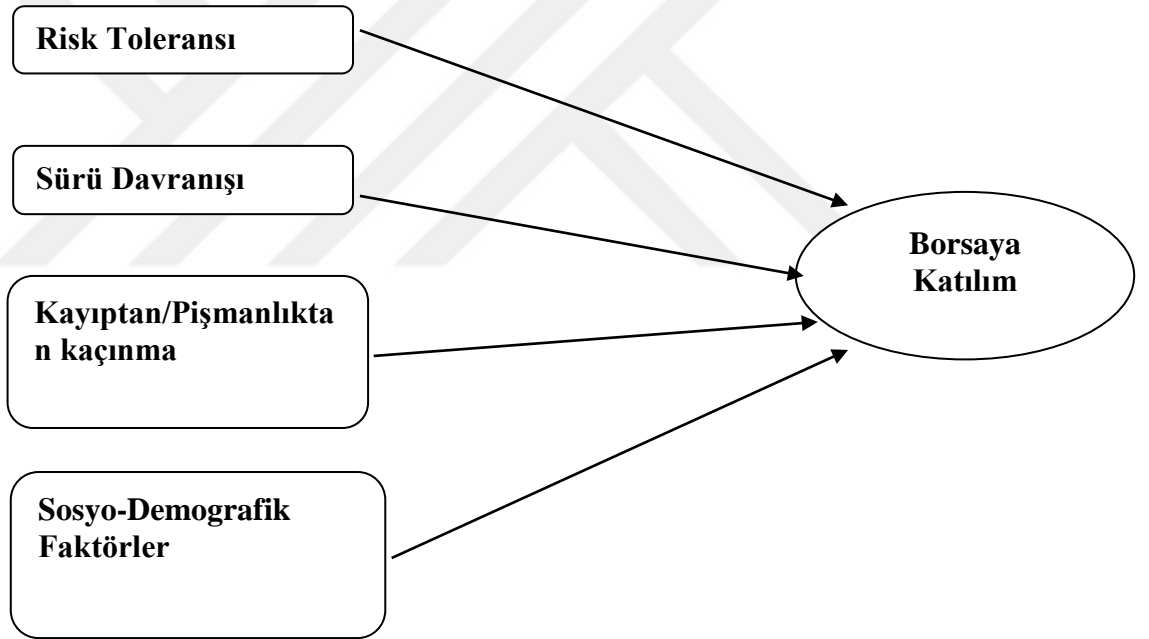 Risk Toleransı
Sürü Davranışı
Kayıptan/Pişmanlıkta
n kaçınma
Sosyo-Demografik
Faktörler
Borsaya
Katılım